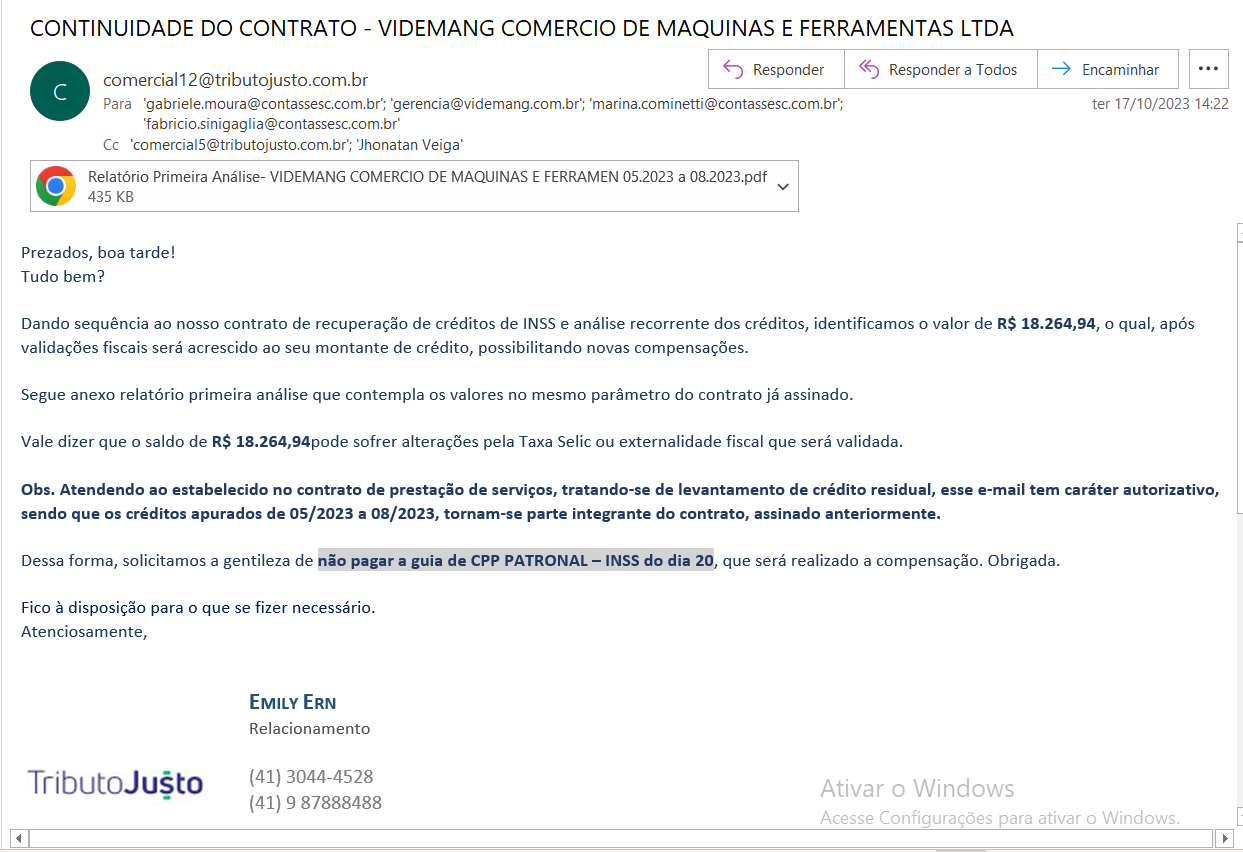 CONTINUIDADE DO CONTRATO - VIDEMANG COMERCIO DE MAQUINAS E FERRAMENTAS LTDA
C
comercial12@tributojusto.com.br
Responder
Responder a Todos
Encaminhar
Para 'gabriele.moura@contassesc.com.br'; 'gerencia@videmang.com.br'; 'marina.cominetti@contassesc.com.br';
ter 17/10/2023 14:22
'fabricio.sinigaglia@contassesc.com.br'
Cc 'comercial5@tributojusto.com.br'; 'Jhonatan Veiga'
Relatório Primeira Análise- VIDEMANG COMERCIO DE MAQUINAS E FERRAMEN 05.2023 a 08.2023.pdf
435 KB
Prezados, boa tarde!
Tudo bem?
Dando sequência ao nosso contrato de recuperação de créditos de INSS e análise recorrente dos créditos, identificamos o valor de R$ 18.264,94, o qual, após
validações fiscais será acrescido ao seu montante de crédito, possibilitando novas compensações.
Segue anexo relatório primeira análise que contempla os valores no mesmo parâmetro do contrato já assinado.
Vale dizer que o saldo de R$ 18.264,94pode sofrer alterações pela Taxa Selic ou externalidade fiscal que será validada.
Obs. Atendendo ao estabelecido no contrato de prestação de serviços, tratando-se de levantamento de crédito residual, esse e-mail tem caráter autorizativo,
sendo que os créditos apurados de 05/2023 a 08/2023, tornam-se parte integrante do contrato, assinado anteriormente.
Dessa forma, solicitamos a gentileza de não pagar a guia de CPP PATRONAL – INSS do dia 20, que será realizado a compensação. Obrigada.
Fico à disposição para o que se fizer necessário.
Atenciosamente,
EMILY ERN
Relacionamento
TributoJusto
(41) 3044-4528
(41) 9 87888488
Ativar o Windows
Acesse Configurações para ativar o Windows.